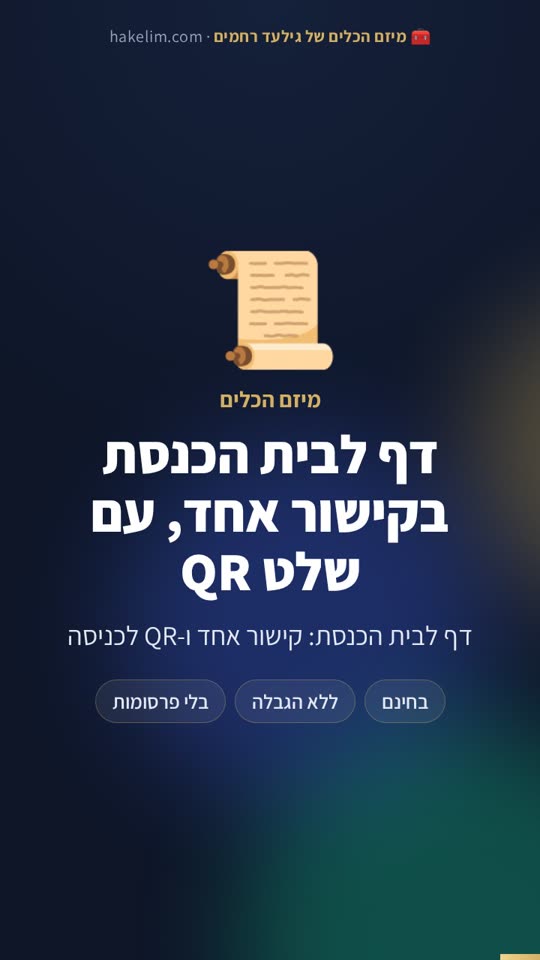 🧰 מיזם הכלים של גילעד רחמים · hakelim.com
מיזם הכלים
דף לבית הכנסת
בקישור אחד, עם
שלט QR
דף לבית הכנסת: קישור אחד ו-QR לכניסה
בחינם
ללא הגבלה
בלי פרסומות